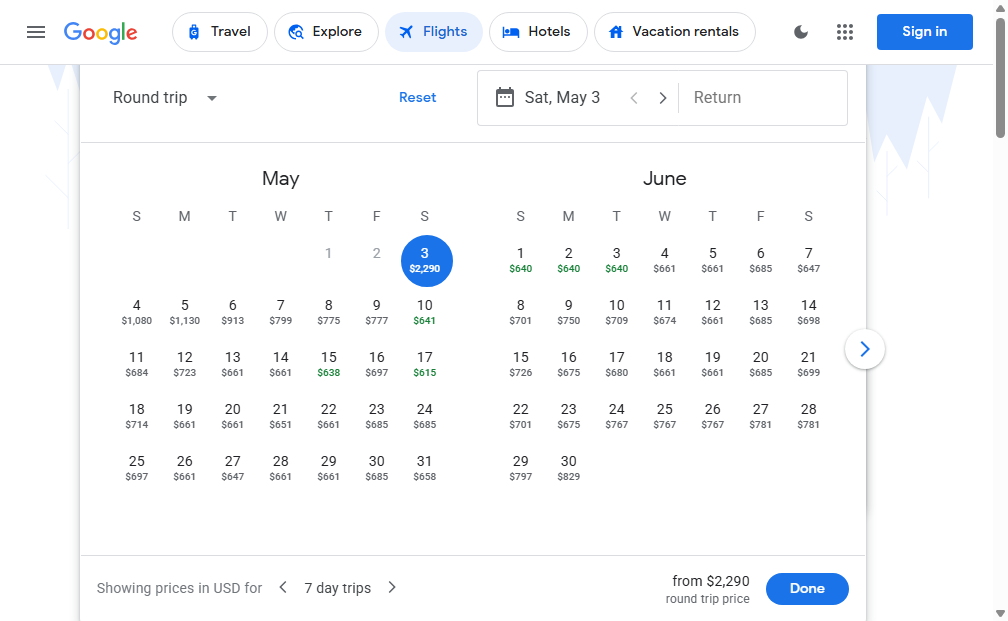 Google Travel Explore Flights Hotels Vacation rentals Sign in
Round trip Reset Sat, May 3 Return
May June
S M T W T F S S M T W T F S
1 2 3 1 2 3 4 5 6 7
$2,290 $640 $640 $640 $661 $661 $685 $647
4 5 6 7 8 9 10 8 9 10 11 12 13 14
$1,080 $1,130 $913 $799 $775 $777 $641 $701 $750 $709 $674 $661 $685 $698
11 12 13 14 15 16 17 15 16 17 18 19 20 21
$684 $723 $661 $661 $638 $697 $615 $726 $675 $680 $661 $661 $685 $699
18 19 20 21 22 23 24 22 23 24 25 26 27 28
$714 $661 $661 $651 $661 $685 $685 $701 $675 $767 $767 $767 $781 $781
25 26 27 28 29 30 31 29 30
$697 $661 $647 $661 $661 $685 $658 $797 $829
Showing prices in USD for 7 day trips from $2,290 Done
round trip price